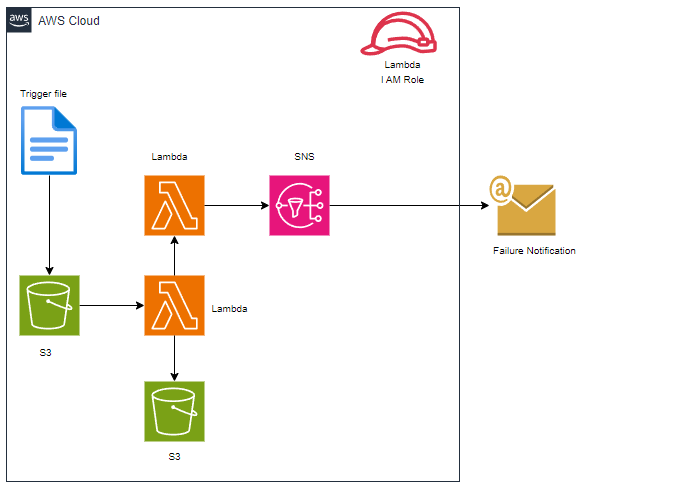 aws
AWS Cloud
Lambda
I AM Role
Trigger file
Lambda
SNS
@
Failure Notification
Lambda
S3
S3